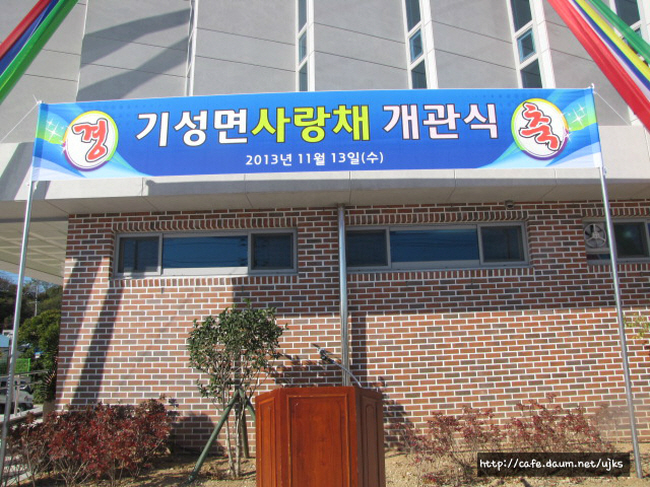 경 기성면사랑채 개관식 축
2013년 11월 13일(수)
http://cafe.daum.net/ujks